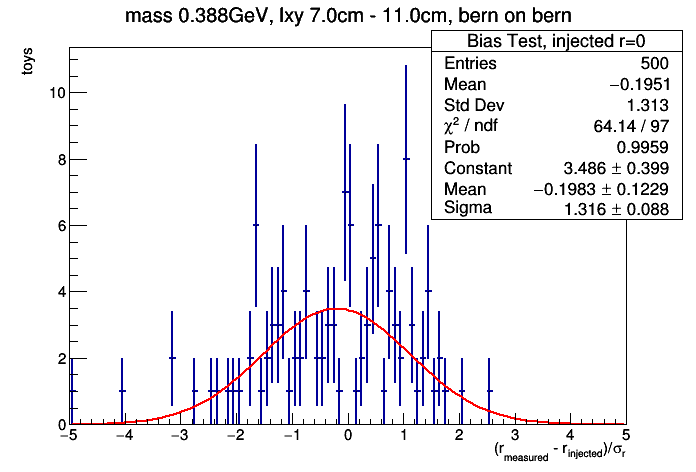 mass 0.388GeV, lxy 7.0cm - 11.0cm, bern on bern
Bias Test, injected r=0
Entries 500
Mean −0.1951
Std Dev 1.313
χ² / ndf 64.14 / 97
Prob 0.9959
Constant 3.486 ± 0.399
Mean −0.1983 ± 0.1229
Sigma 1.316 ± 0.088
toys
10
8
6
4
2
0
−5 −4 −3 −2 −1 0 1 2 3 4 5
(r_measured - r_injected)/σ_r